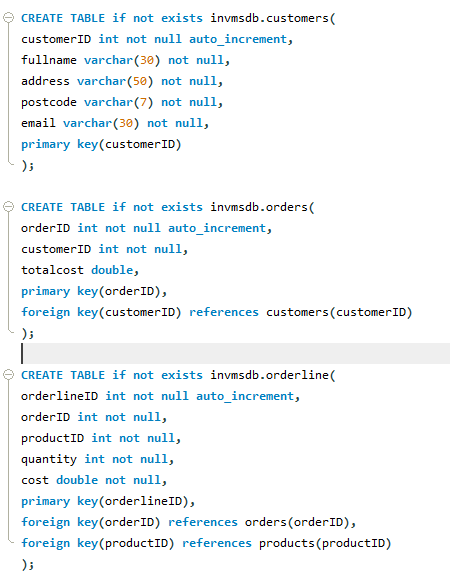 CREATE TABLE if not exists invmsdb.customers(
customerID int not null auto_increment,
fullname varchar(30) not null,
address varchar(50) not null,
postcode varchar(7) not null,
email varchar(30) not null,
primary key(customerID)
);
CREATE TABLE if not exists invmsdb.orders(
orderID int not null auto_increment,
customerID int not null,
totalcost double,
primary key(orderID),
foreign key(customerID) references customers(customerID)
);
CREATE TABLE if not exists invmsdb.orderline(
orderlineID int not null auto_increment,
orderID int not null,
productID int not null,
quantity int not null,
cost double not null,
primary key(orderlineID),
foreign key(orderID) references orders(orderID),
foreign key(productID) references products(productID)
);